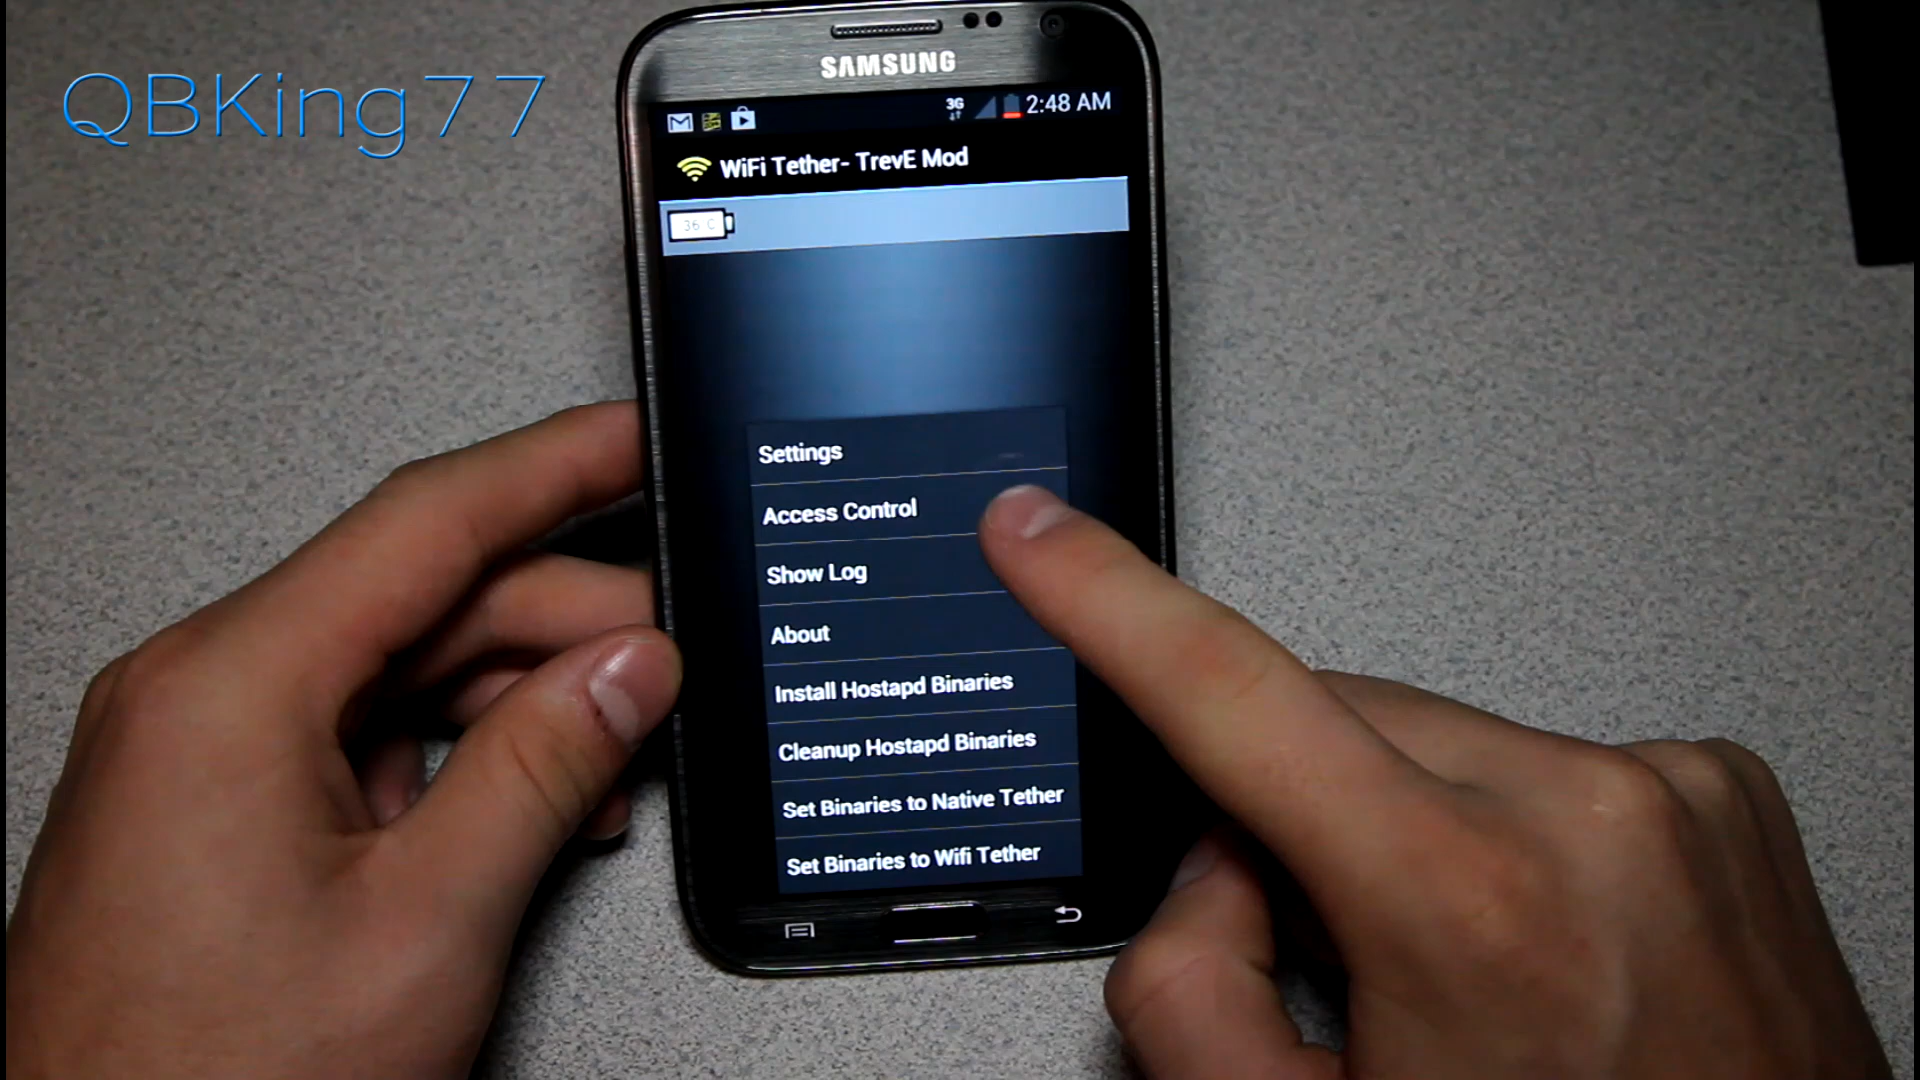 QBKing77
SAMSUNG
3G
2:48 AM
WiFi Tether- TrevE Mod
36 C
Settings
Access Control
Show Log
About
Install Hostapd Binaries
Cleanup Hostapd Binaries
Set Binaries to Native Tether
Set Binaries to Wifi Tether